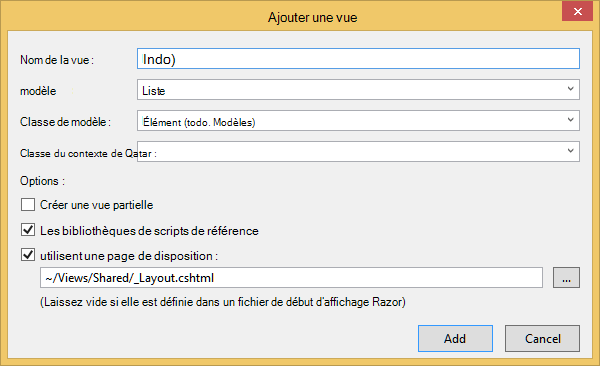 Ajouter une vue
Nom de la vue :
Indo)
modèle
Liste
Classe de modèle :
Élément (todo. Modèles)
Classe du contexte de Qatar :
Options :
Créer une vue partielle
Les bibliothèques de scripts de référence
utilisent une page de disposition :
~/Views/Shared/_Layout.cshtml
...
(Laissez vide si elle est définie dans un fichier de début d'affichage Razor)
Add
Cancel